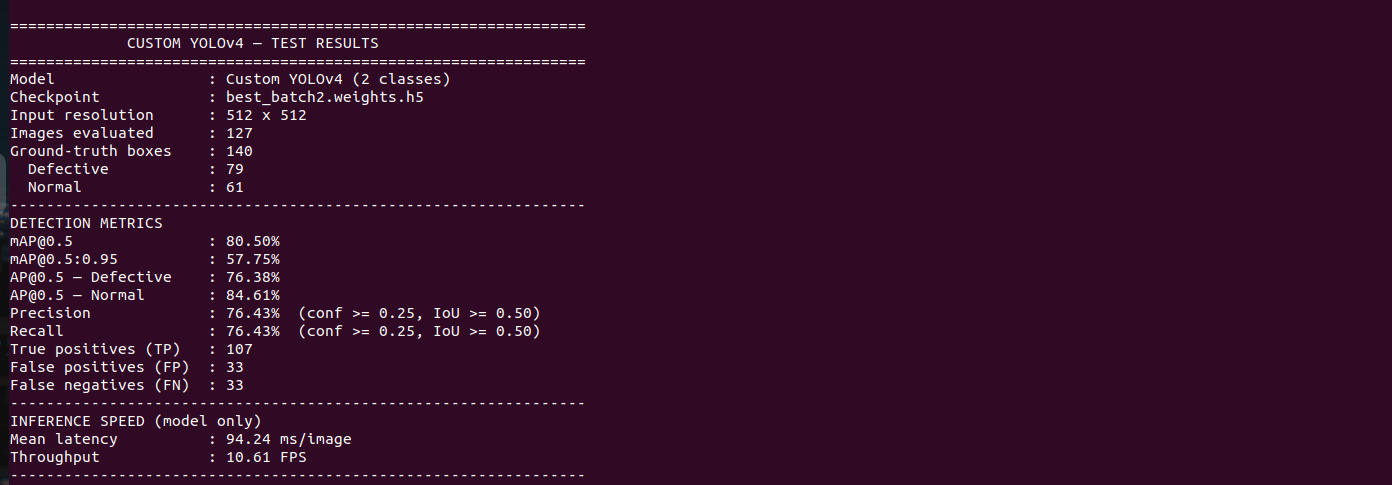 ================================================================
CUSTOM YOLOv4 — TEST RESULTS
================================================================
Model                 : Custom YOLOv4 (2 classes)
Checkpoint            : best_batch2.weights.h5
Input resolution      : 512 x 512
Images evaluated      : 127
Ground-truth boxes    : 140
  Defective           : 79
  Normal              : 61
----------------------------------------------------------------
DETECTION METRICS
mAP@0.5               : 80.50%
mAP@0.5:0.95          : 57.75%
AP@0.5 — Defective    : 76.38%
AP@0.5 — Normal       : 84.61%
Precision             : 76.43%  (conf >= 0.25, IoU >= 0.50)
Recall                : 76.43%  (conf >= 0.25, IoU >= 0.50)
True positives (TP)   : 107
False positives (FP)  : 33
False negatives (FN)  : 33
----------------------------------------------------------------
INFERENCE SPEED (model only)
Mean latency          : 94.24 ms/image
Throughput            : 10.61 FPS
----------------------------------------------------------------